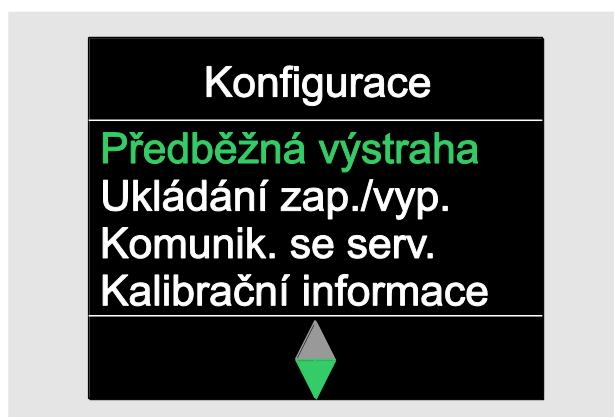 Konfigurace
Předběžná výstraha
Ukládání zap./vyp.
Komunik. se serv.
Kalibrační informace